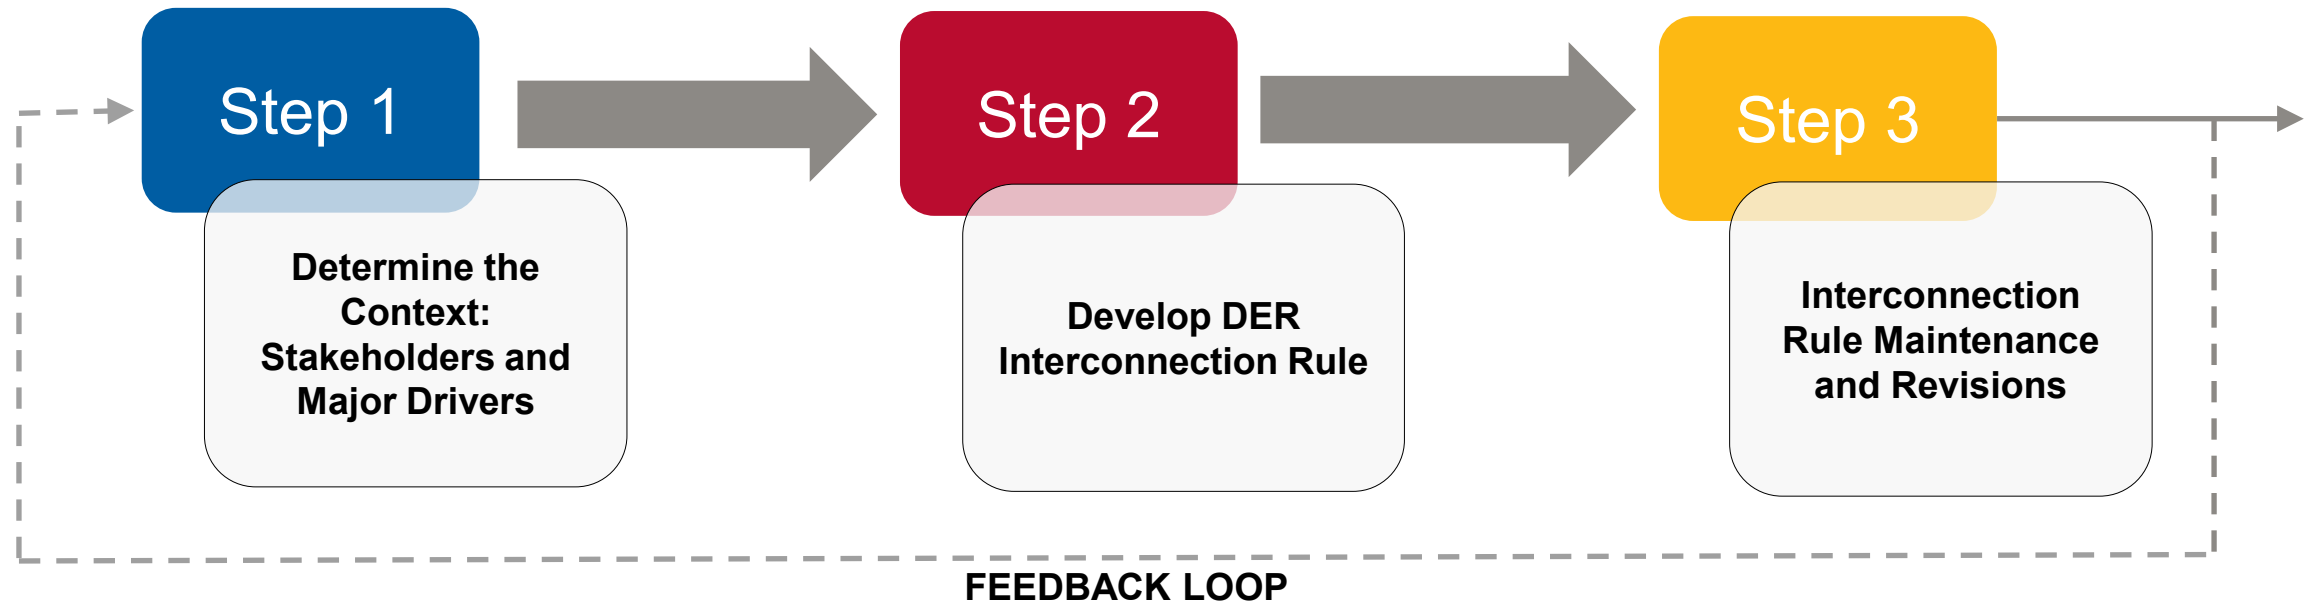 Step 1
Determine the
Context:
Stakeholders and
Major Drivers
Step 2
Develop DER
Interconnection Rule
Step 3
Interconnection
Rule Maintenance
and Revisions
FEEDBACK LOOP